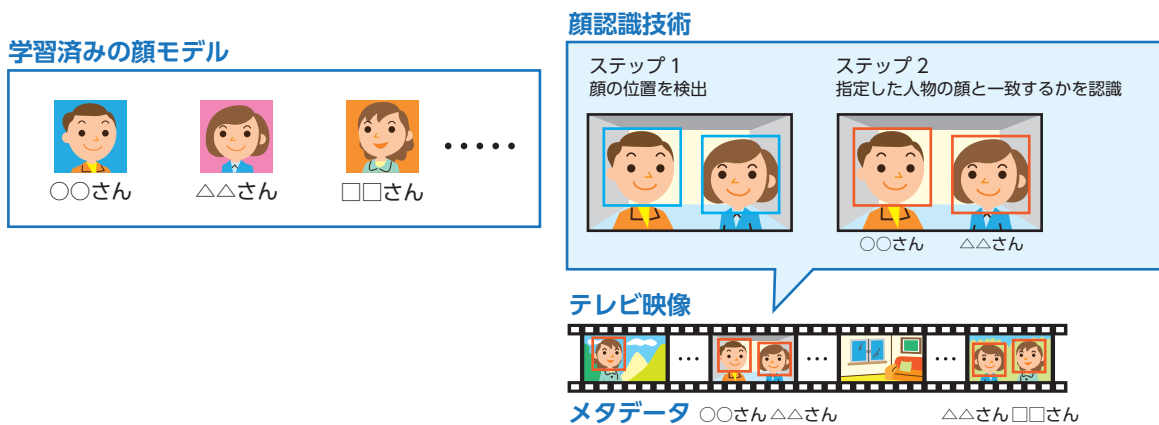 学習済みの顔モデル
○○さん
△△さん
□□さん
・・・・・
顔認識技術
ステップ 1
顔の位置を検出
ステップ 2
指定した人物の顔と一致するかを認識
○○さん
△△さん
テレビ映像
… … …
メタデータ ○○さん△△さん △△さん□□さん